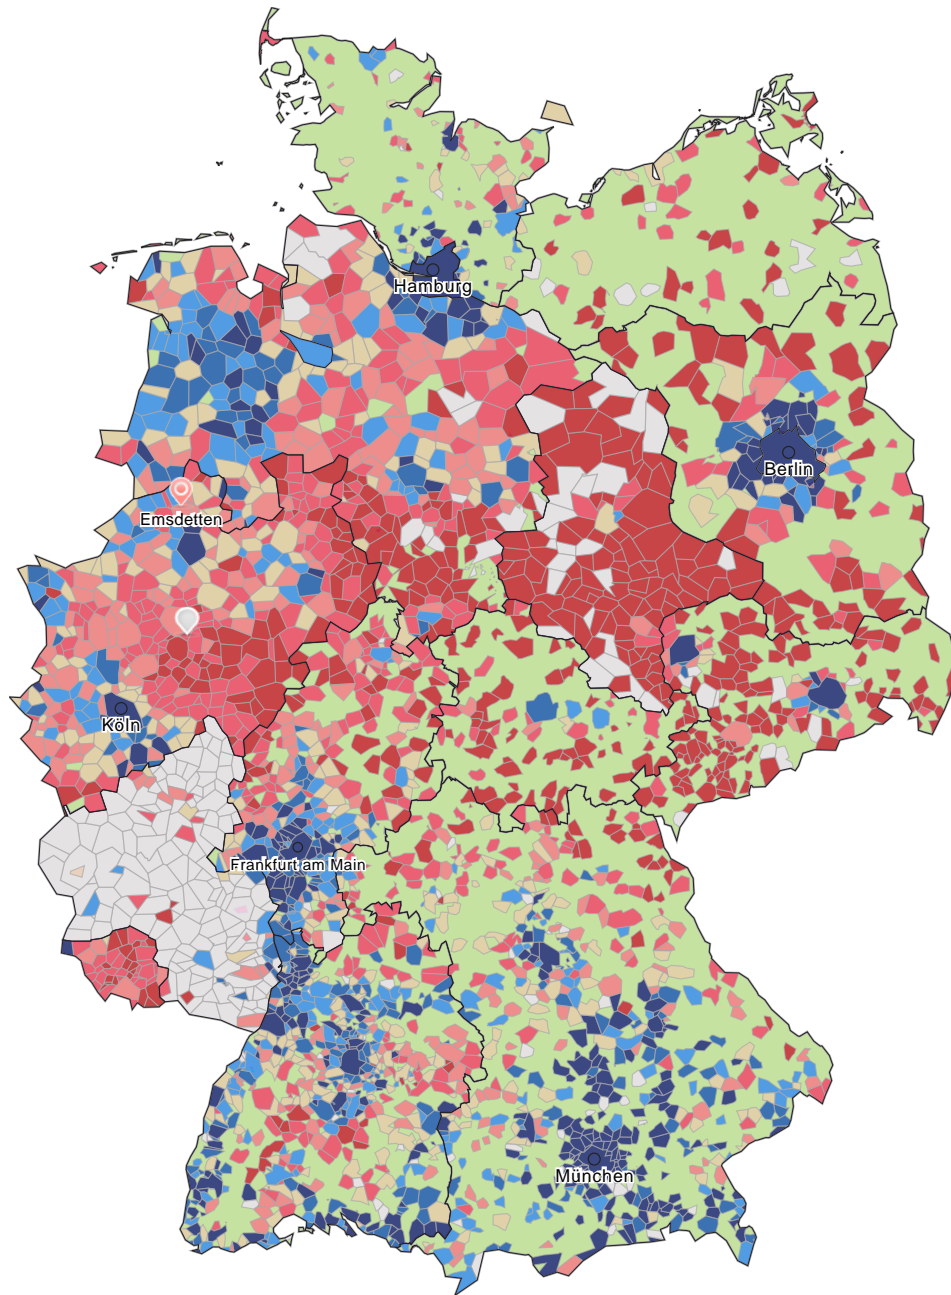 Hamburg
Berlin
Emsdetten
Köln
Frankfurt am Main
München